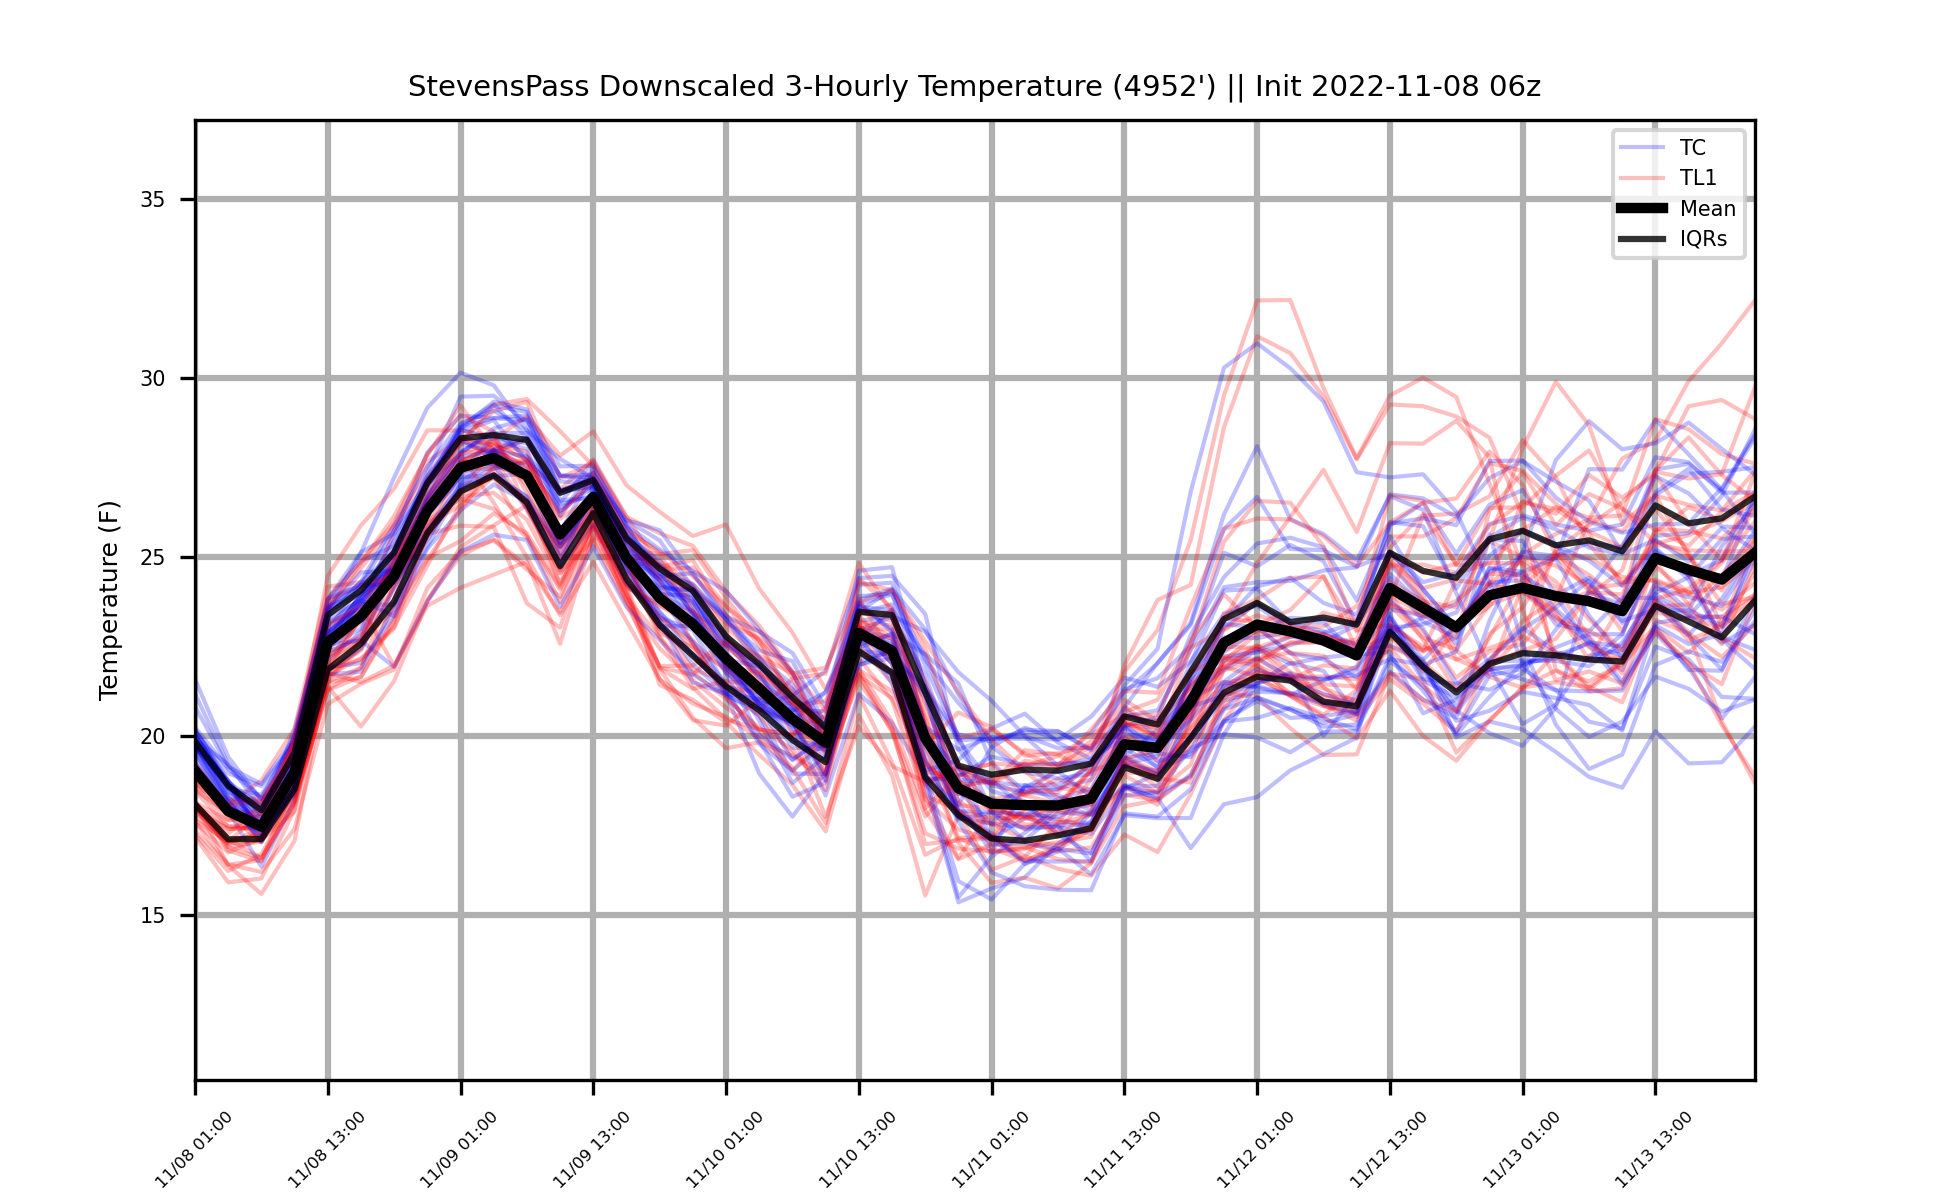 StevensPass Downscaled 3-Hourly Temperature (4952') || Init 2022-11-08 06z
TC
TL1
Mean
IQRs
Temperature (F)
35
30
25
20
15
11/08 01:00
11/08 13:00
11/09 01:00
11/09 13:00
11/10 01:00
11/10 13:00
11/11 01:00
11/11 13:00
11/12 01:00
11/12 13:00
11/13 01:00
11/13 13:00